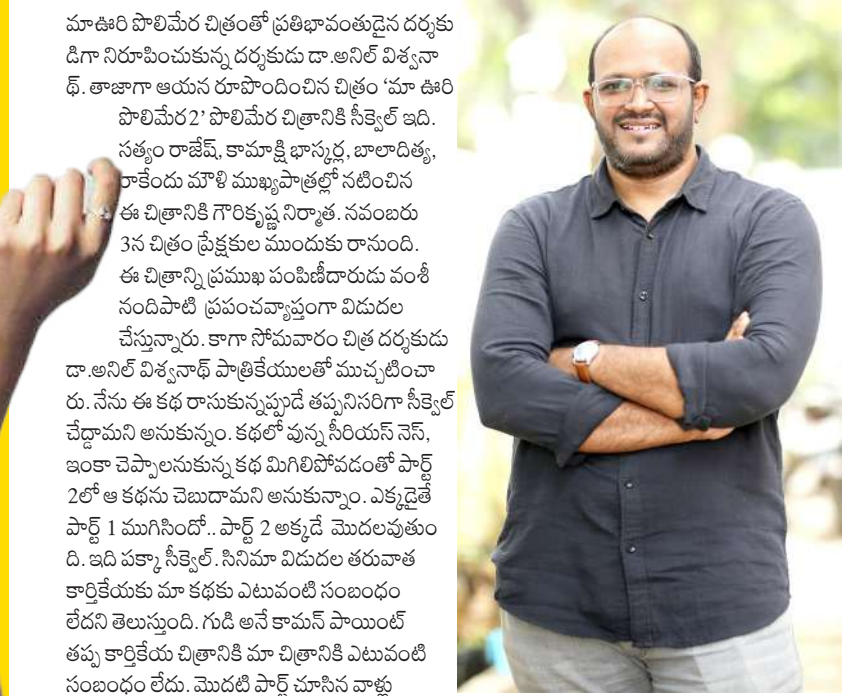 మాఊరి పొలిమేర చిత్రంతో ప్రతిభావంతుడైన దర్శకు
డిగా నిరూపించుకున్న దర్శకుడు డా.అనిల్ విశ్వనా
థ్. తాజాగా ఆయన రూపొందించిన చిత్రం ‘మా ఊరి
పొలిమేర 2’ పొలిమేర చిత్రానికి సీక్వెల్ ఇది.
సత్యం రాజేష్, కామాక్షి భాస్కర్ల, బాలాదిత్య,
రాకేందు మౌళి ముఖ్యపాత్రల్లో నటించిన
ఈ చిత్రానికి గౌరికృష్ణ నిర్మాత. నవంబరు
3న చిత్రం ప్రేక్షకుల ముందుకు రానుంది.
ఈ చిత్రాన్ని ప్రముఖ పంపిణీదారుడు వంశీ
నందిపాటి ప్రపంచవ్యాప్తంగా విడుదల
చేస్తున్నారు. కాగా సోమవారం చిత్ర దర్శకుడు
డా.అనిల్ విశ్వనాథ్ పాత్రికేయులతో ముచ్చటించా
రు. నేను ఈ కథ రాసుకున్నప్పుడే తప్పనిసరిగా సీక్వెల్
చేద్దామని అనుకున్నం. కథలో వున్న సీరియస్ నెస్,
ఇంకా చెప్పాలనుకున్న కథ మిగిలిపోవడంతో పార్ట్
2లో ఆ కథను చెబుదామని అనుకున్నాం. ఎక్కడైతే
పార్ట్ 1 ముగిసిందో.. పార్ట్ 2 అక్కడే మొదలవుతుం
ది. ఇది పక్కా సీక్వెల్. సినిమా విడుదల తరువాత
కార్తికేయకు మా కథకు ఎటువంటి సంబంధం
లేదని తెలుస్తుంది. గుడి అనే కామన్ పాయింట్
తప్ప కార్తికేయ చిత్రానికి మా చిత్రానికి ఎటువంటి
సంబంధం లేదు. మొదటి పార్ట్ చూసిన వాళ్లు